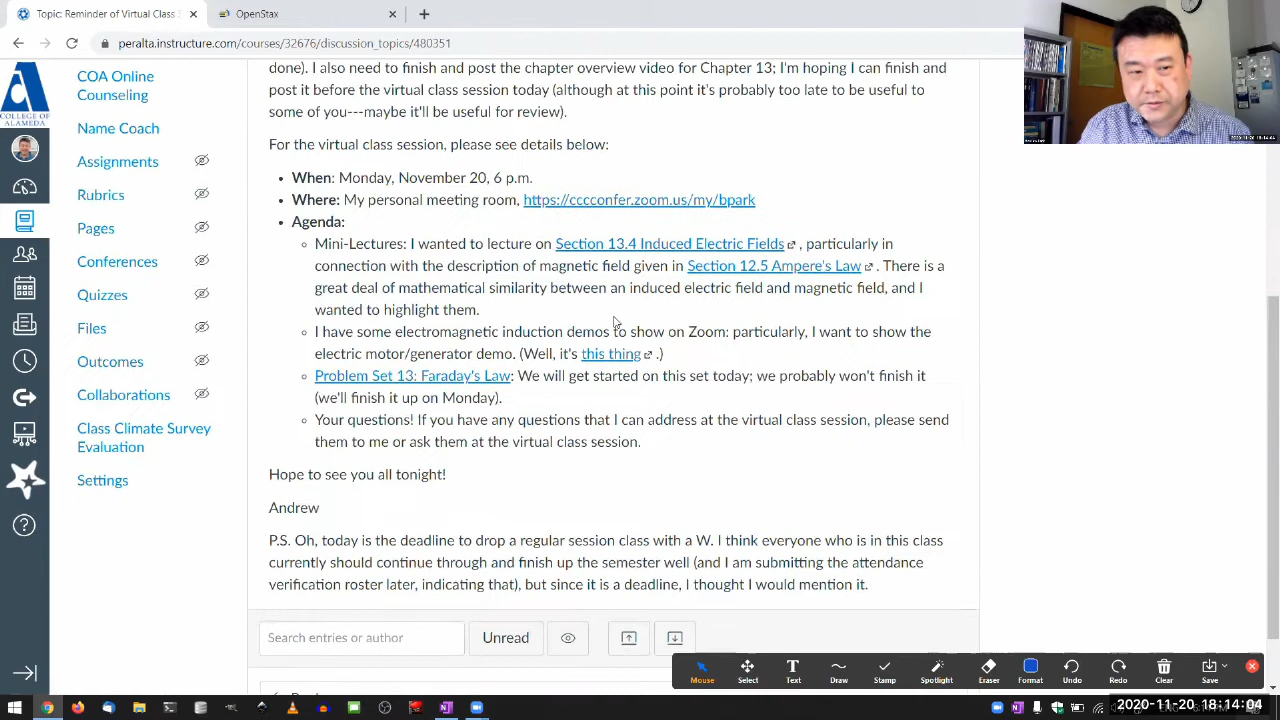 Topic: Reminder of Virtual Class
OpenStax
peralta.instructure.com/courses/32676/discussion_topics/480351
COLLEGE OF
ALAMEDA
COA Online
Counseling
Name Coach
Assignments
Rubrics
Pages
Conferences
Quizzes
Files
Outcomes
Collaborations
Class Climate Survey
Evaluation
Settings
done). I also need to finish and post the chapter overview video for Chapter 13; I'm hoping I can finish and
post it before the virtual class session today (although at this point it's probably too late to be useful to
some of you---maybe it'll be useful for review).
For the virtual class session, please see details below:
• When: Monday, November 20, 6 p.m.
• Where: My personal meeting room, https://cccconfer.zoom.us/my/bpark
• Agenda:
○ Mini-Lectures: I wanted to lecture on Section 13.4 Induced Electric Fields , particularly in
connection with the description of magnetic field given in Section 12.5 Ampere's Law . There is a
great deal of mathematical similarity between an induced electric field and magnetic field, and I
wanted to highlight them.
○ I have some electromagnetic induction demos to show on Zoom: particularly, I want to show the
electric motor/generator demo. (Well, it's this thing .)
○ Problem Set 13: Faraday's Law: We will get started on this set today; we probably won't finish it
(we'll finish it up on Monday).
○ Your questions! If you have any questions that I can address at the virtual class session, please send
them to me or ask them at the virtual class session.
Hope to see you all tonight!
Andrew
P.S. Oh, today is the deadline to drop a regular session class with a W. I think everyone who is in this class
currently should continue through and finish up the semester well (and I am submitting the attendance
verification roster later, indicating that), but since it is a deadline, I thought I would mention it.
Search entries or author
Unread
Mouse Select Text Draw Stamp Spotlight Eraser Format Undo Redo Clear Save
2020-11-20 18:14:04
2020-11-20 18:14:04